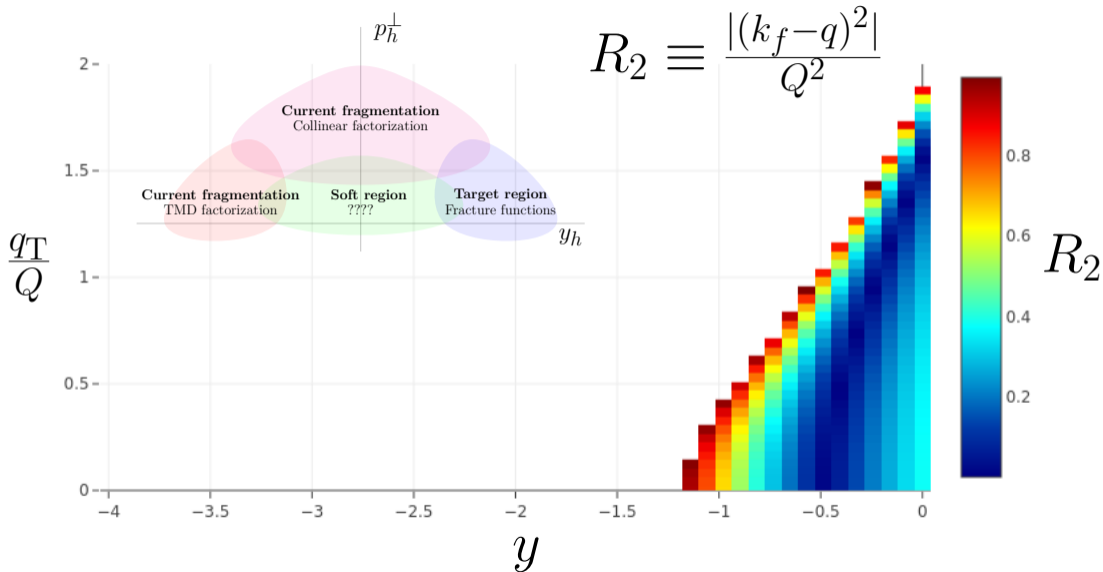 p_h^⊥
R_2 ≡ |(k_f−q)^2| / Q^2
2
Current fragmentation
Collinear factorization
0.8
1.5
Current fragmentation
TMD factorization
Soft region
????
Target region
Fracture functions
y_h
q_T / Q
0.6
R_2
1
0.4
0.5
0.2
0
−4
−3.5
−3
−2.5
−2
−1.5
−1
−0.5
0
y